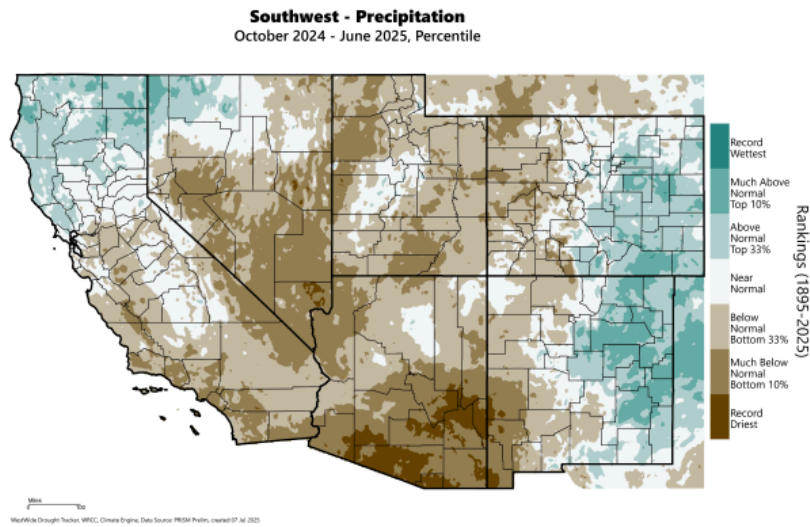 Southwest - Precipitation
October 2024 - June 2025, Percentile
Record
Wettest
Much Above
Normal
Top 10%
Above
Normal
Top 33%
Near
Normal
Below
Normal
Bottom 33%
Much Below
Normal
Bottom 10%
Record
Driest
Rankings (1895-2025)
Miles
0 100
WestWide Drought Tracker, WRCC, Climate Engine, Data Source: PRISM Prelim, created 07 Jul 2025